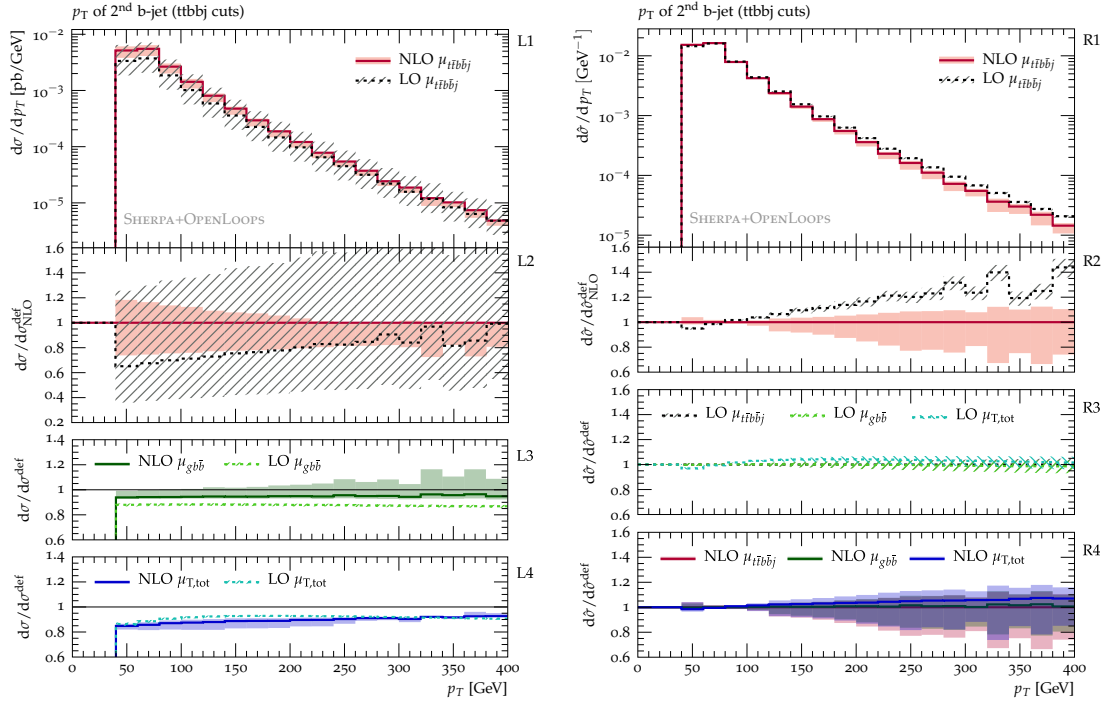 p_T of 2nd b-jet (ttbbj cuts)
L1
NLO μ_{tt̄bb̄j}
LO μ_{tt̄bb̄j}
dσ/dp_T [pb/GeV]
10⁻²
10⁻³
10⁻⁴
10⁻⁵
SHERPA+OPENLOOPS
L2
dσ/dσ^{def}_{NLO}
1.6
1.4
1.2
1
0.8
0.6
0.4
0.2
L3
NLO μ_{gbb̄} LO μ_{gbb̄}
dσ/dσ^{def}
1.4
1.2
1
0.8
0.6
L4
NLO μ_{T,tot} LO μ_{T,tot}
dσ/dσ^{def}
1.4
1.2
1
0.8
0.6
0 50 100 150 200 250 300 350 400
p_T [GeV]
p_T of 2nd b-jet (ttbbj cuts)
R1
NLO μ_{tt̄bb̄j}
LO μ_{tt̄bb̄j}
dσ̂/dp_T [GeV⁻¹]
10⁻²
10⁻³
10⁻⁴
10⁻⁵
SHERPA+OPENLOOPS
R2
dσ̂/dσ̂^{def}_{NLO}
1.6
1.4
1.2
1
0.8
0.6
R3
LO μ_{tt̄bb̄j} LO μ_{gbb̄} LO μ_{T,tot}
dσ̂/dσ̂^{def}
1.4
1.2
1
0.8
0.6
R4
NLO μ_{tt̄bb̄j} NLO μ_{gbb̄} NLO μ_{T,tot}
dσ̂/dσ̂^{def}
1.4
1.2
1
0.8
0.6
0 50 100 150 200 250 300 350 400
p_T [GeV]